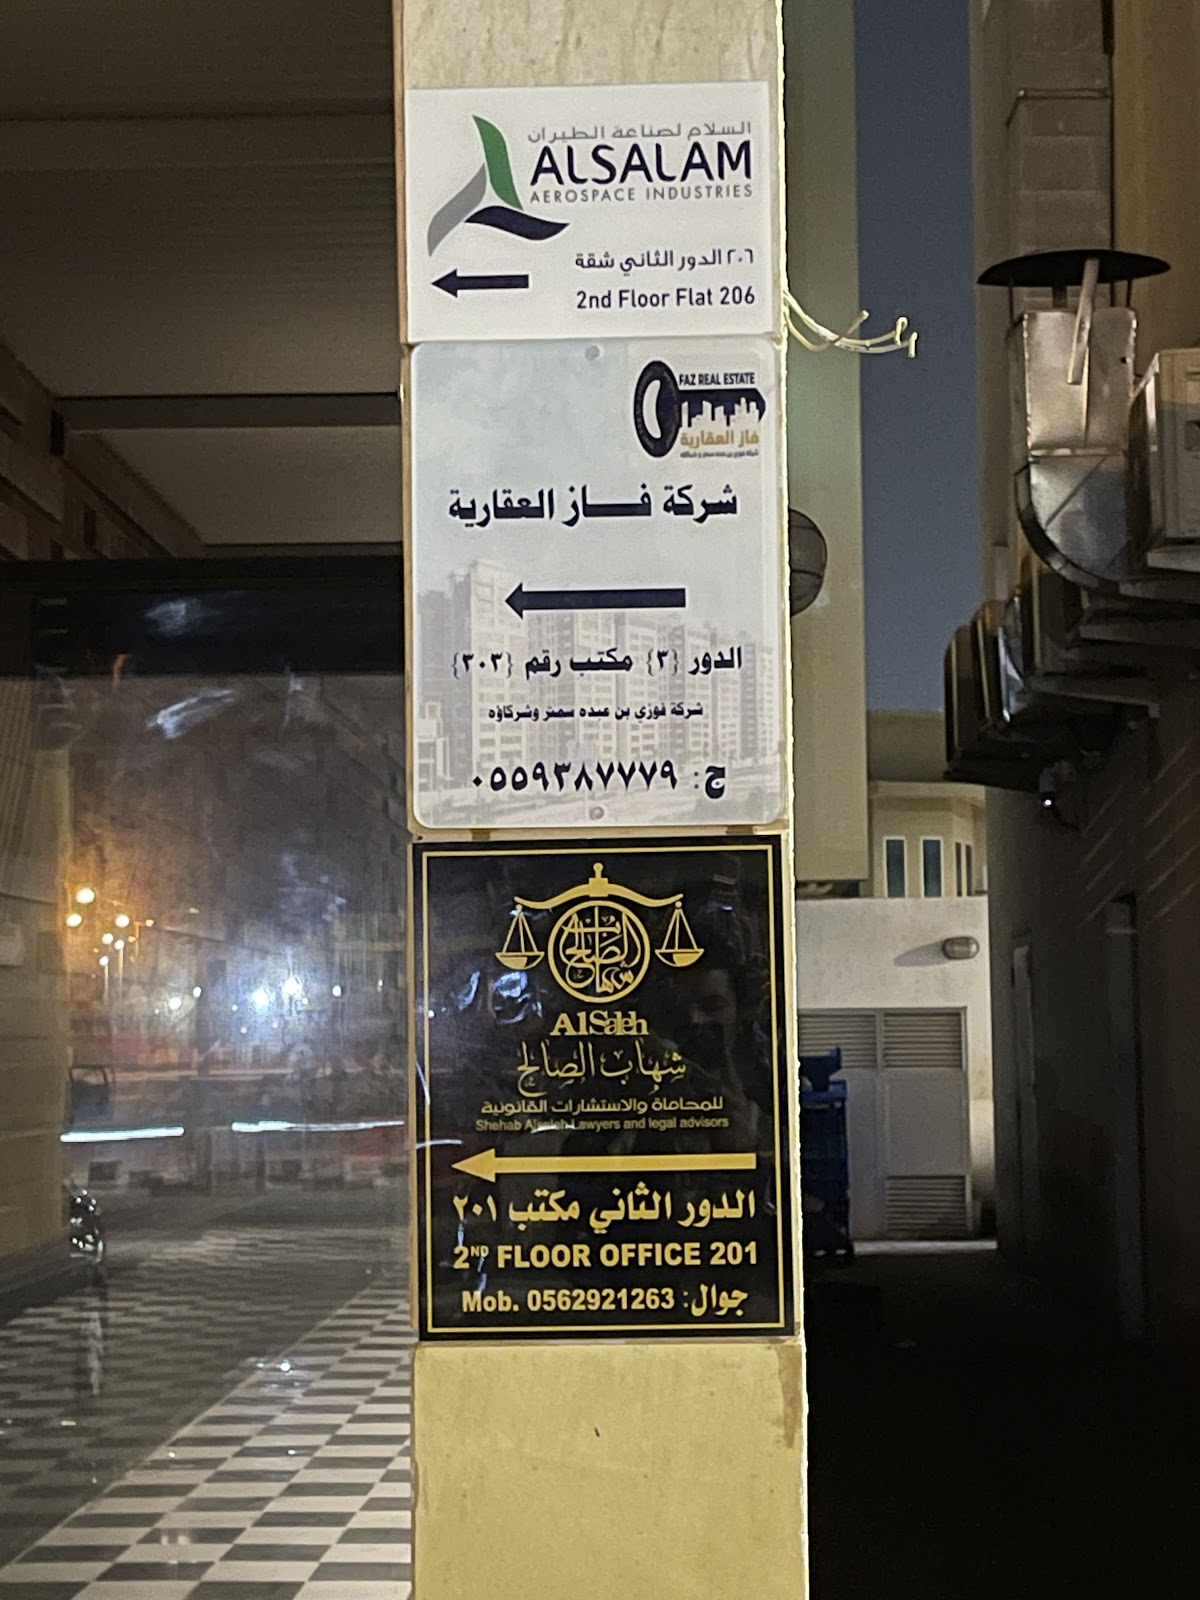 السلام لصناعة الطيران
ALSALAM
AEROSPACE INDUSTRIES
٢٠٦ الدور الثاني شقة
2nd Floor Flat 206
FAZ REAL ESTATE
فاز العقارية
شركة فـــاز العقارية
الدور {٣} مكتب رقم {٣٠٣}
شركة فوزي بن عبده سمنر وشركاؤه
ج: ٠٥٥٩٣٨٧٧٧٩
AlSaleh
شهاب الصالح
للمحاماة والاستشارات القانونية
Shehab Alsaleh Lawyers and legal advisors
الدور الثاني مكتب ٢٠١
2ND FLOOR OFFICE 201
Mob. 0562921263 :جوال